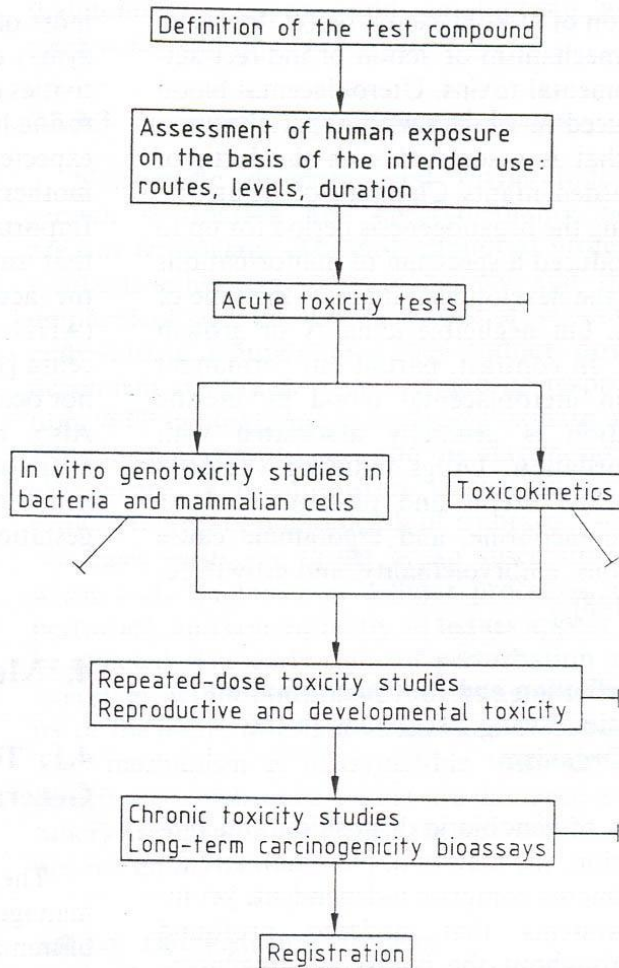 Definition of the test compound
Assessment of human exposure
on the basis of the intended use:
routes, levels, duration
Acute toxicity tests
In vitro genotoxicity studies in
bacteria and mammalian cells
Toxicokinetics
Repeated-dose toxicity studies
Reproductive and developmental toxicity
Chronic toxicity studies
Long-term carcinogenicity bioassays
Registration